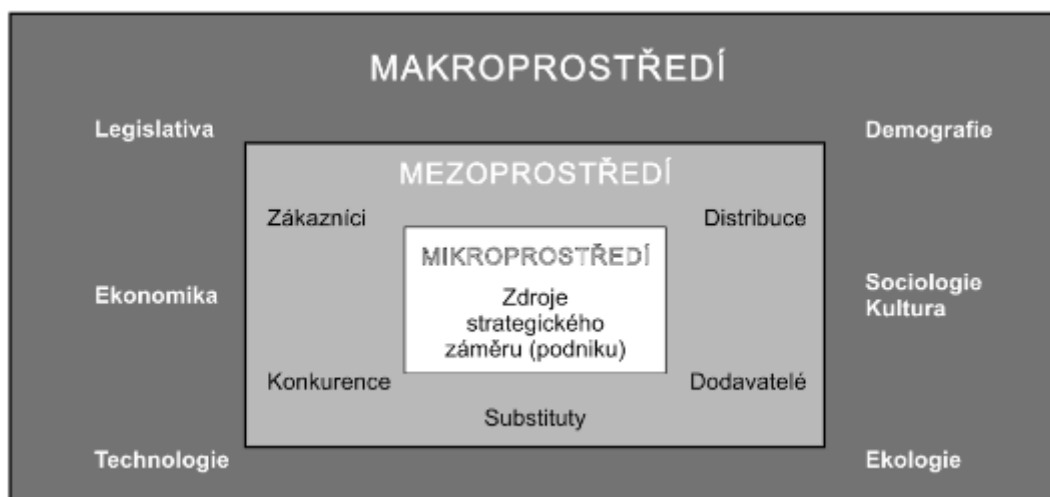 MAKROPROSTŘEDÍ
Legislativa
Demografie
MEZOPROSTŘEDÍ
Zákazníci
Distribuce
MIKROPROSTŘEDÍ
Zdroje
strategického
záměru (podniku)
Ekonomika
Sociologie
Kultura
Konkurence
Dodavatelé
Substituty
Technologie
Ekologie